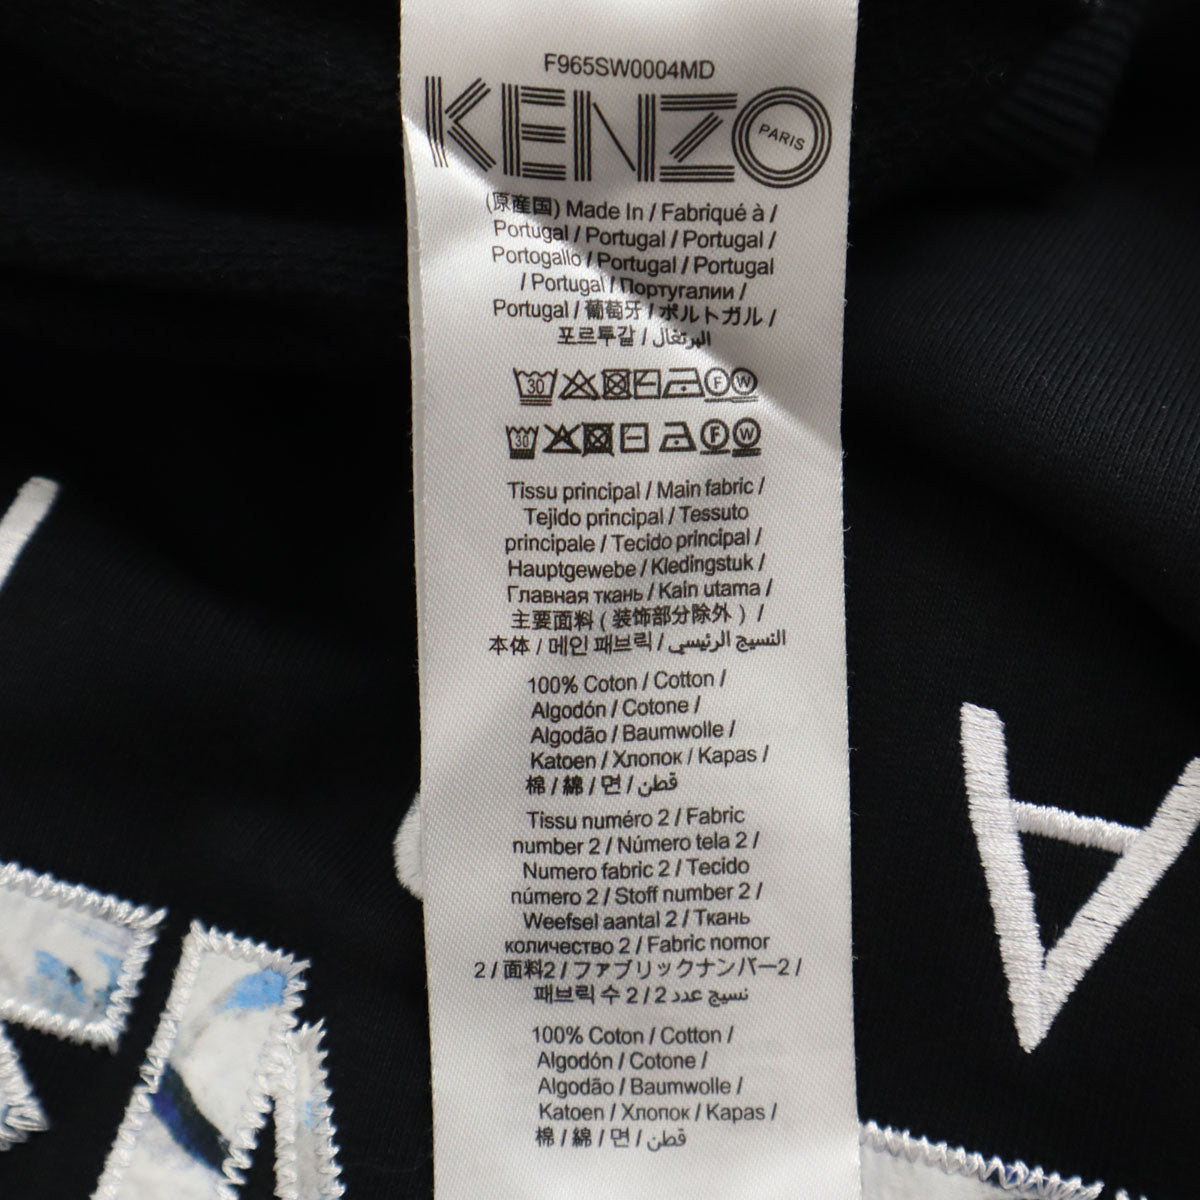 F965SW0004MD
KENZO
PARIS
(原産国) Made In / Fabriqué à /
Portugal / Portugal / Portugal /
Portogallo / Portugal / Portugal
/ Portugal / Португалии /
Portugal / 葡萄牙 / ポルトガル /
포르투갈 / البرتغال
30 F W
30 F W
Tissu principal / Main fabric /
Tejido principal / Tessuto
principale / Tecido principal /
Hauptgewebe / Kledingstuk /
Главная ткань / Kain utama /
主要面料 ( 装饰部分除外 ) /
本体 / 메인 패브릭 / النسيج الرئيسي
100% Coton / Cotton /
Algodón / Cotone /
Algodão / Baumwolle /
Katoen / Хлопок / Kapas /
棉 / 綿 / 면 / قطن
Tissu numéro 2 / Fabric
number 2 / Número tela 2 /
Numero fabric 2 / Tecido
número 2 / Stoff number 2 /
Weefsel aantal 2 / Ткань
количество 2 / Fabric nomor
2 / 面料2 / ファブリックナンバー2 /
패브릭 수 2 / نسيج عدد 2
100% Coton / Cotton /
Algodón / Cotone /
Algodão / Baumwolle /
Katoen / Хлопок / Kapas /
棉 / 綿 / 면 / قطن
A